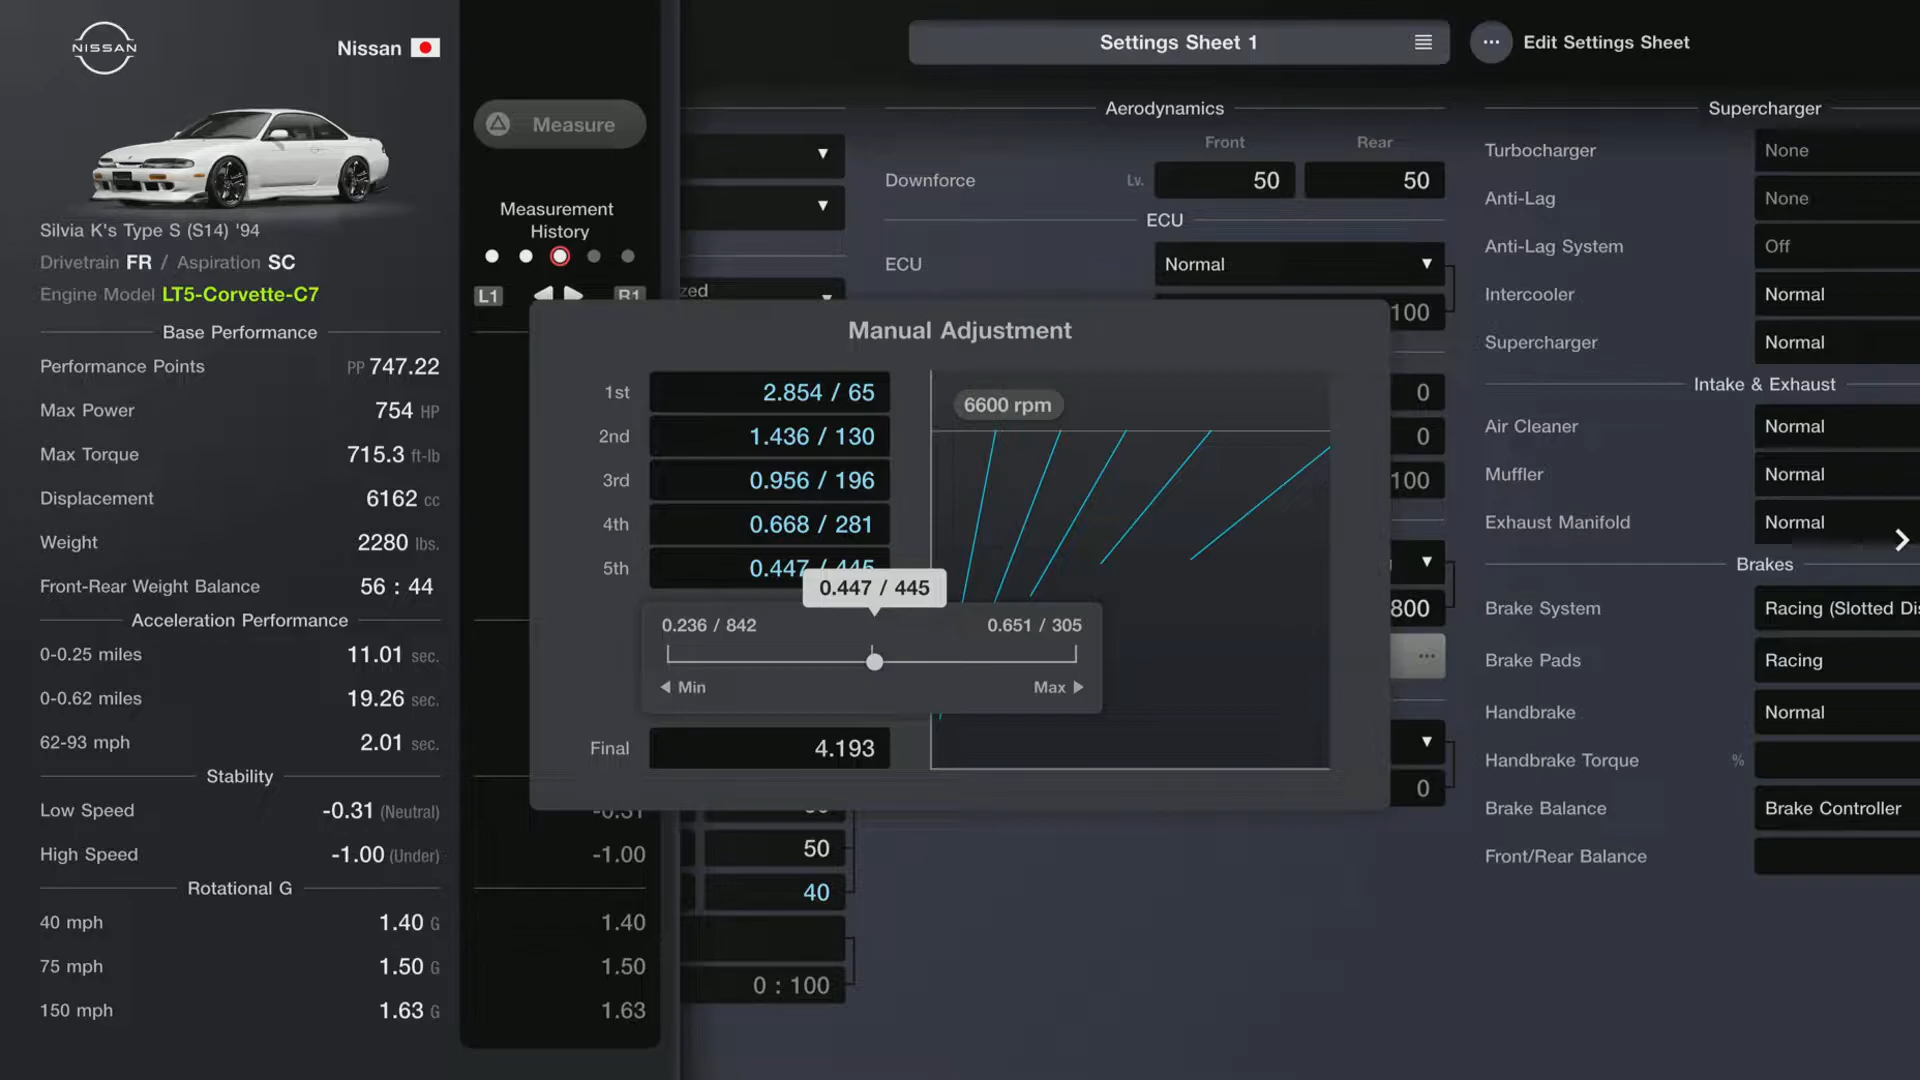 NISSAN
Nissan
Silvia K's Type S (S14) '94
Drivetrain FR / Aspiration SC
Engine Model LT5-Corvette-C7
Base Performance
Performance Points PP 747.22
Max Power 754 HP
Max Torque 715.3 ft-lb
Displacement 6162 cc
Weight 2280 lbs.
Front-Rear Weight Balance 56 : 44
Acceleration Performance
0-0.25 miles 11.01 sec.
0-0.62 miles 19.26 sec.
62-93 mph 2.01 sec.
Stability
Low Speed -0.31 (Neutral)
High Speed -1.00 (Under)
Rotational G
40 mph 1.40 G
75 mph 1.50 G
150 mph 1.63 G
Measure
Measurement
History
L1 R1
-0.31
-1.00
1.40
1.50
1.63
Settings Sheet 1
Edit Settings Sheet
Aerodynamics
Front Rear
Downforce Lv. 50 50
ECU
ECU Normal
100
0
0
100
800
0
50
40
0 : 100
Manual Adjustment
1st 2.854 / 65
2nd 1.436 / 130
3rd 0.956 / 196
4th 0.668 / 281
5th 0.447 / 445
0.447 / 445
0.236 / 842 0.651 / 305
Min Max
Final 4.193
6600 rpm
Supercharger
Turbocharger None
Anti-Lag None
Anti-Lag System Off
Intercooler Normal
Supercharger Normal
Intake & Exhaust
Air Cleaner Normal
Muffler Normal
Exhaust Manifold Normal
Brakes
Brake System Racing (Slotted Dis
Brake Pads Racing
Handbrake Normal
Handbrake Torque %
Brake Balance Brake Controller
Front/Rear Balance